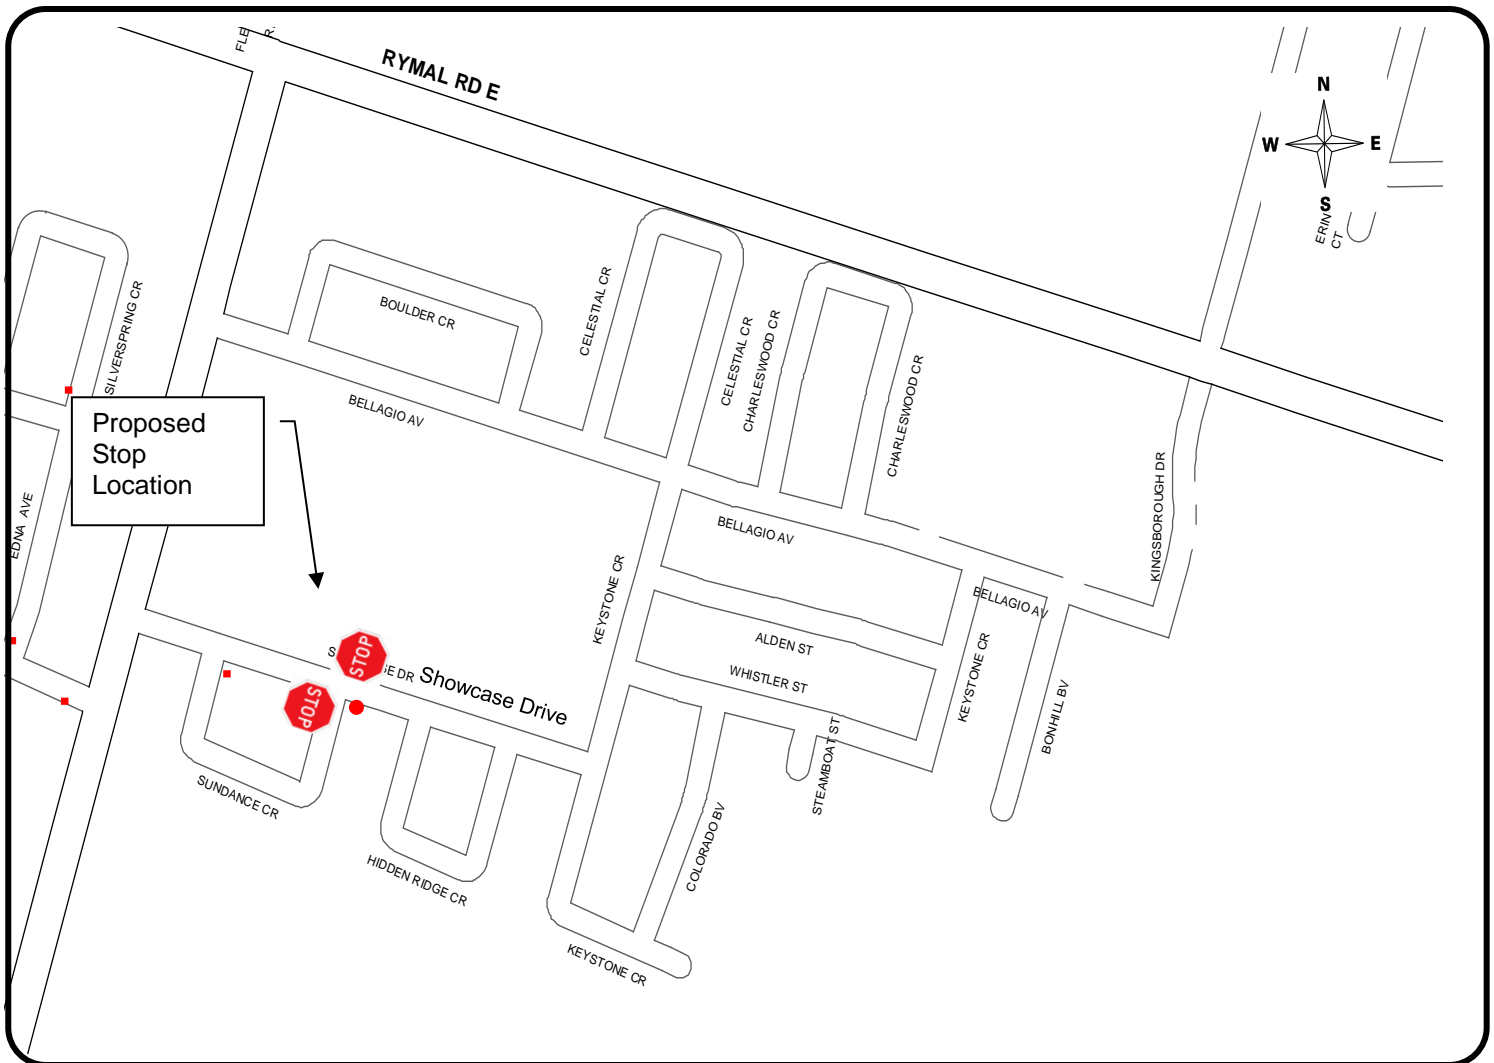 RYMAL RD E
N
W
E
S
ERIN
CT
SILVERSPRING CR
BOULDER CR
CELESTIAL CR
CELESTIAL CR
CHARLESWOOD CR
CHARLESWOOD CR
BELLAGIO AV
Proposed
Stop
Location
EDNA AVE
BELLAGIO AV
KINGSBOROUGH DR
KEYSTONE CR
BELLAGIO AV
ALDEN ST
WHISTLER ST
KEYSTONE CR
STOP
STOP
SE DR
Showcase Drive
BONHILL BV
STEAMBOAT ST
SUNDANCE CR
HIDDEN RIDGE CR
COLORADO BV
KEYSTONE CR